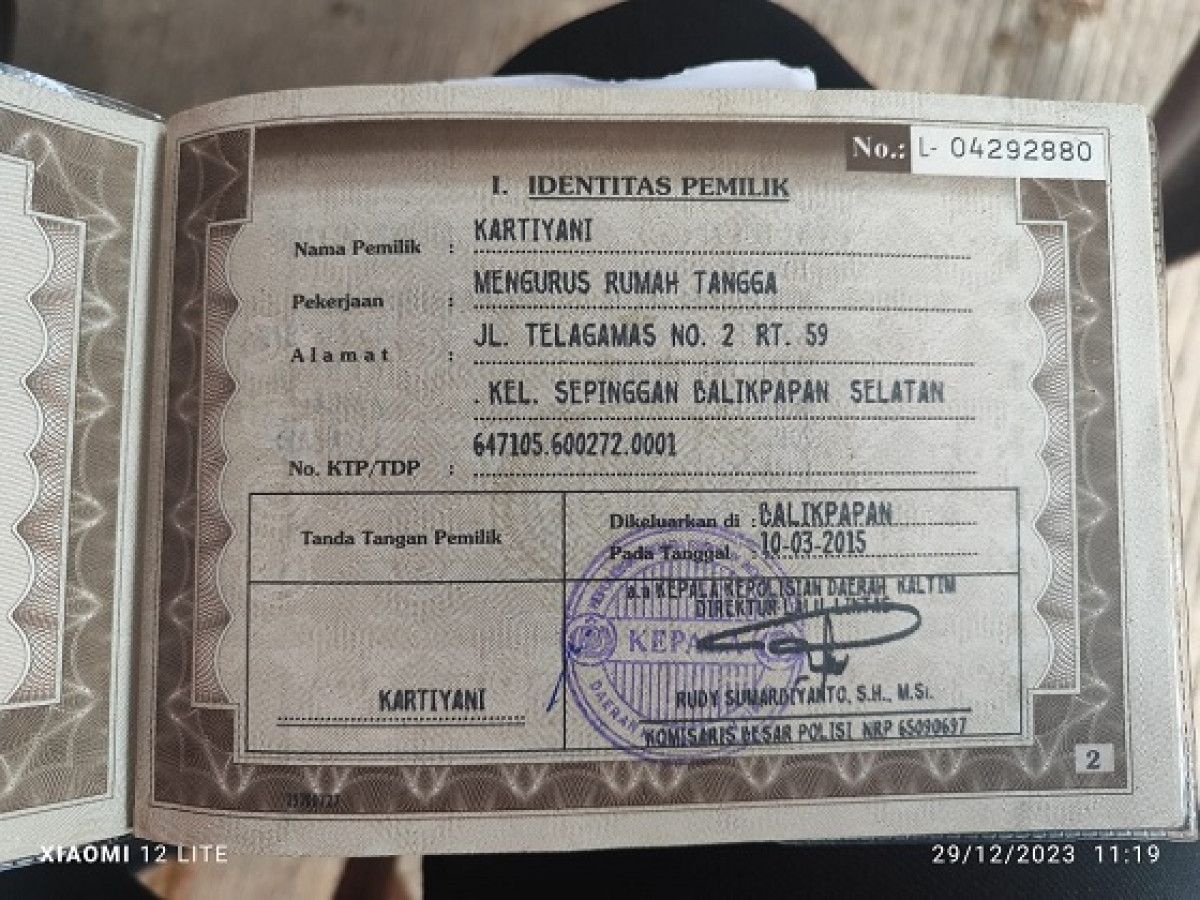 No.: L- 04292880
I. IDENTITAS PEMILIK
Nama Pemilik : KARTIYANI
Pekerjaan : MENGURUS RUMAH TANGGA
Alamat : JL. TELAGAMAS NO. 2 RT. 59
. KEL. SEPINGGAN BALIKPAPAN SELATAN
No. KTP/TDP : 647105.600272.0001
Tanda Tangan Pemilik
Dikeluarkan di : BALIKPAPAN
Pada Tanggal : 10-03-2015
a.n KEPALA KEPOLISIAN DAERAH KALTIM
DIREKTUR LALU LINTAS
KEPALA
DAERAH
KARTIYANI
RUDY SUMARDIYANTO, S.H., M.Si.
KOMISARIS BESAR POLISI NRP 65090697
2
XIAOMI 12 LITE
29/12/2023 11:19